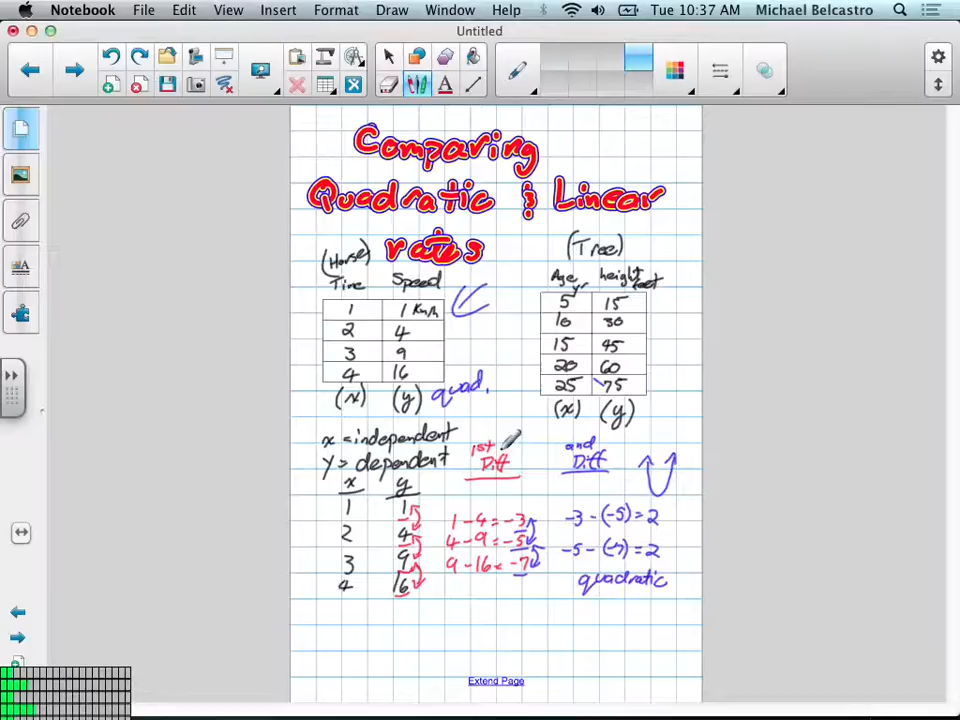 Notebook File Edit View Insert Format Draw Window Help Tue 10:37 AM Michael Belcastro
Untitled
Comparing
Quadratic & Linear
rates
(Horse)
Time Speed
1 1 Km/h
2 4
3 9
4 16
(x) (y) quad.
(Tree)
Age yr height feet
5 15
10 30
15 45
20 60
25 75
(x) (y)
x = independent
y = dependent
x y
1 1
2 4
3 9
4 16
1st
Diff
1-4=-3
4-9=-5
9-16=-7
2nd
Diff
-3-(-5)=2
-5-(-7)=2
quadratic
Extend Page